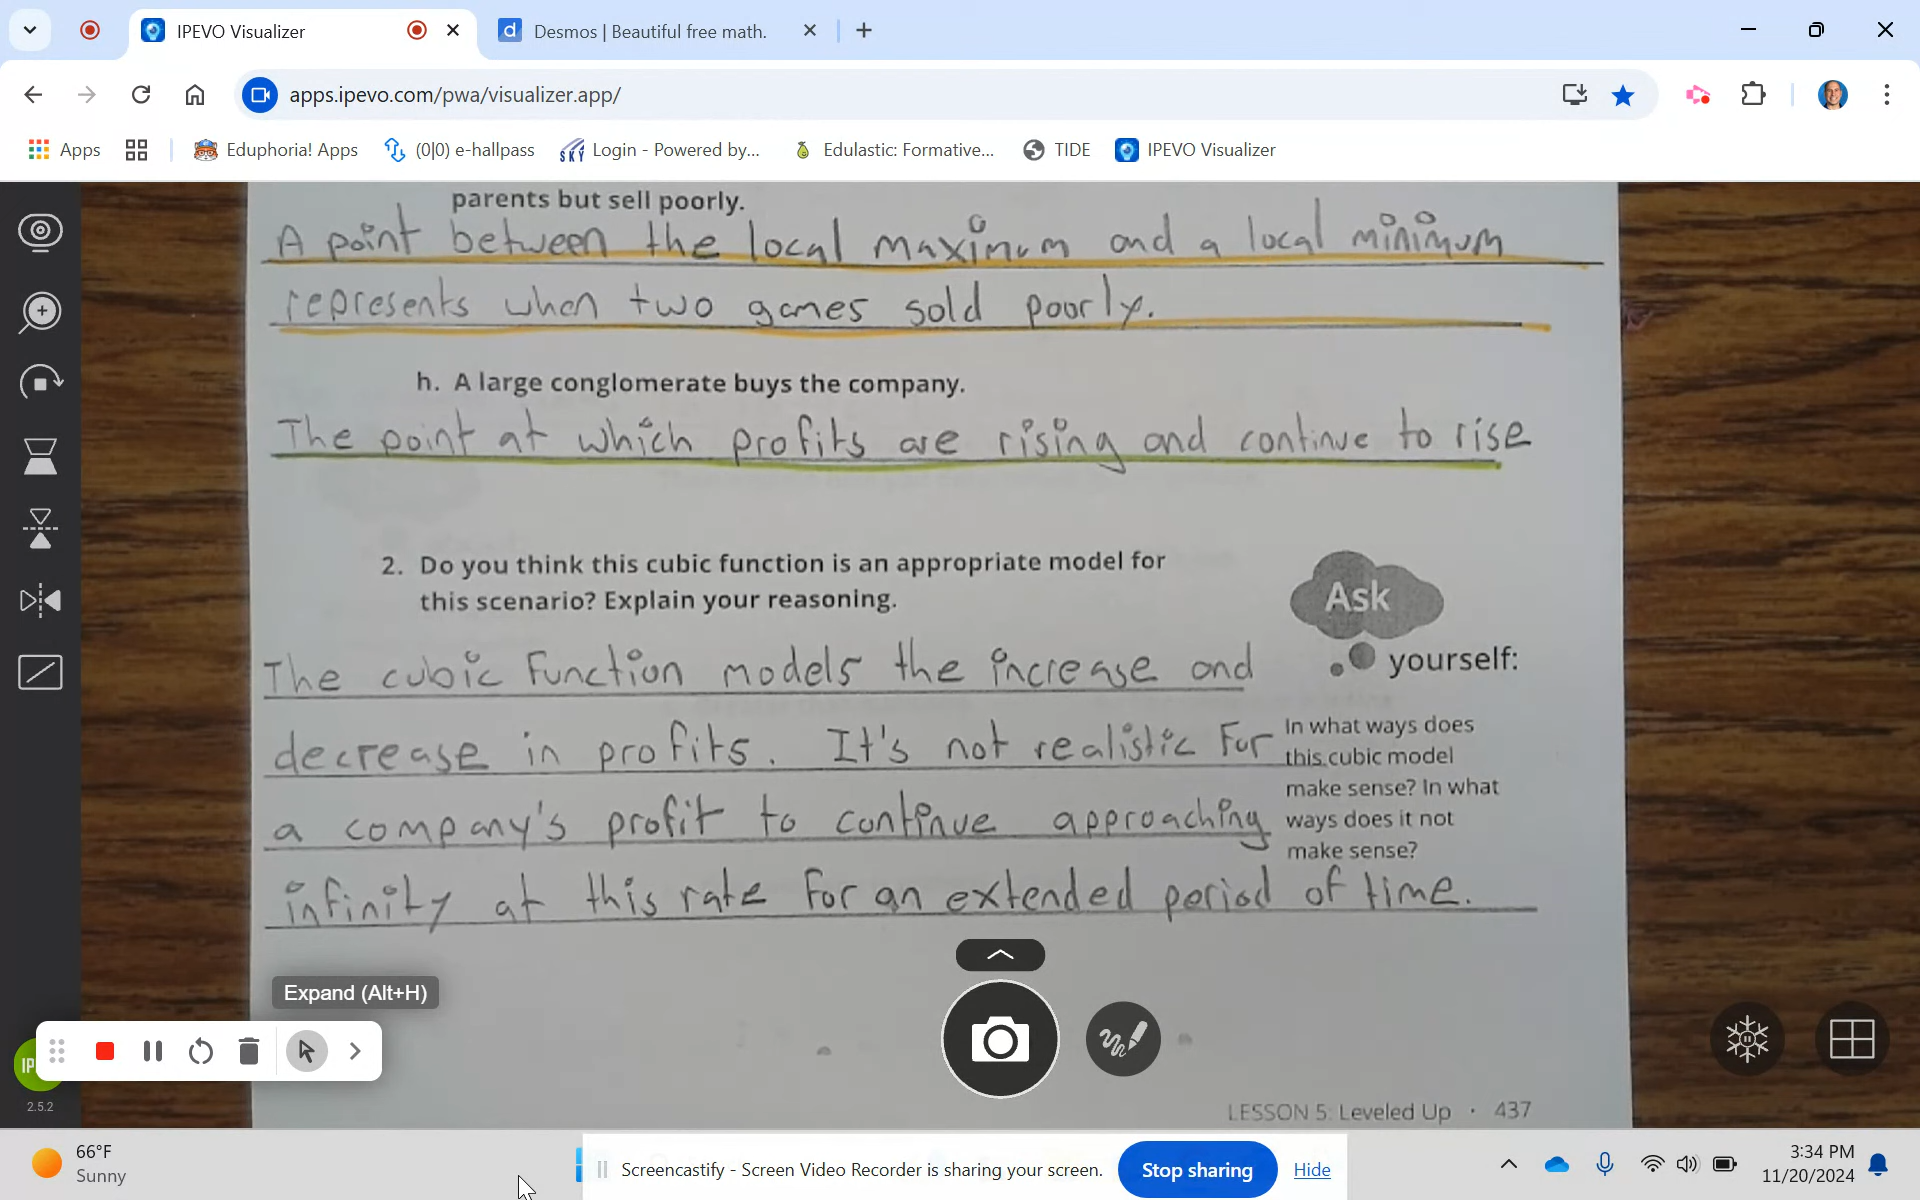 IPEVO Visualizer
Desmos | Beautiful free math.
apps.ipevo.com/pwa/visualizer.app/
Apps
Eduphoria! Apps
(0|0) e-hallpass
SKY Login - Powered by...
Edulastic: Formative...
TIDE
IPEVO Visualizer
parents but sell poorly.
A point between the local maximum and a local minimum
represents when two games sold poorly.
h. A large conglomerate buys the company.
The point at which profits are rising and continue to rise
2. Do you think this cubic function is an appropriate model for
this scenario? Explain your reasoning.
Ask
yourself:
In what ways does
this cubic model
make sense? In what
ways does it not
make sense?
The cubic function models the increase and
decrease in profits. It's not realistic for
a company's profit to continue approaching
infinity at this rate for an extended period of time.
Expand (Alt+H)
2.5.2
LESSON 5: Leveled Up • 437
66°F
Sunny
Screencastify - Screen Video Recorder is sharing your screen.
Stop sharing
Hide
3:34 PM
11/20/2024